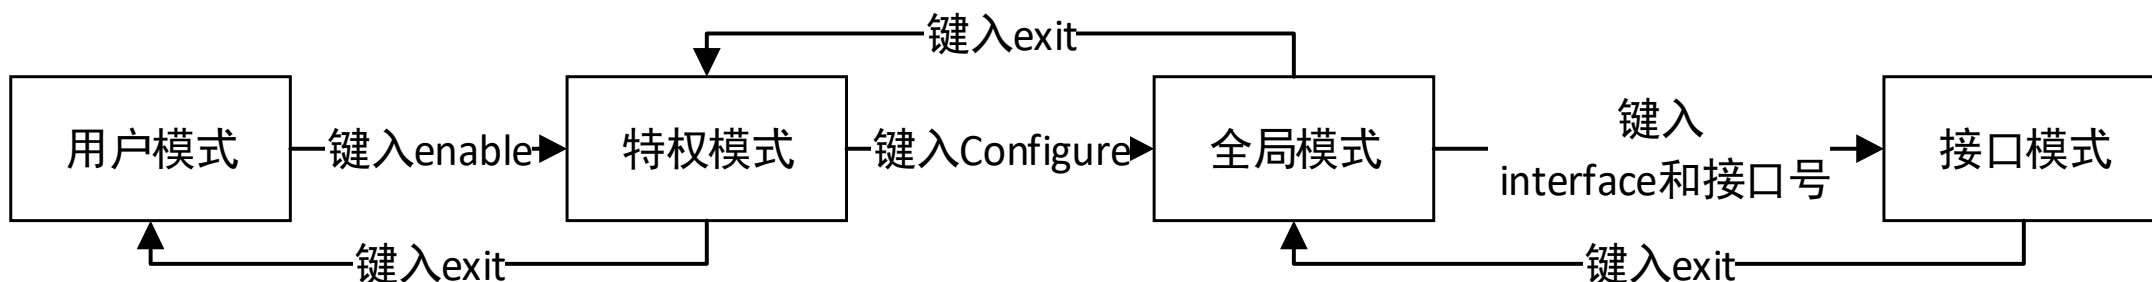 键入exit
用户模式
键入enable
特权模式
键入Configure
全局模式
键入
interface和接口号
接口模式
键入exit
键入exit